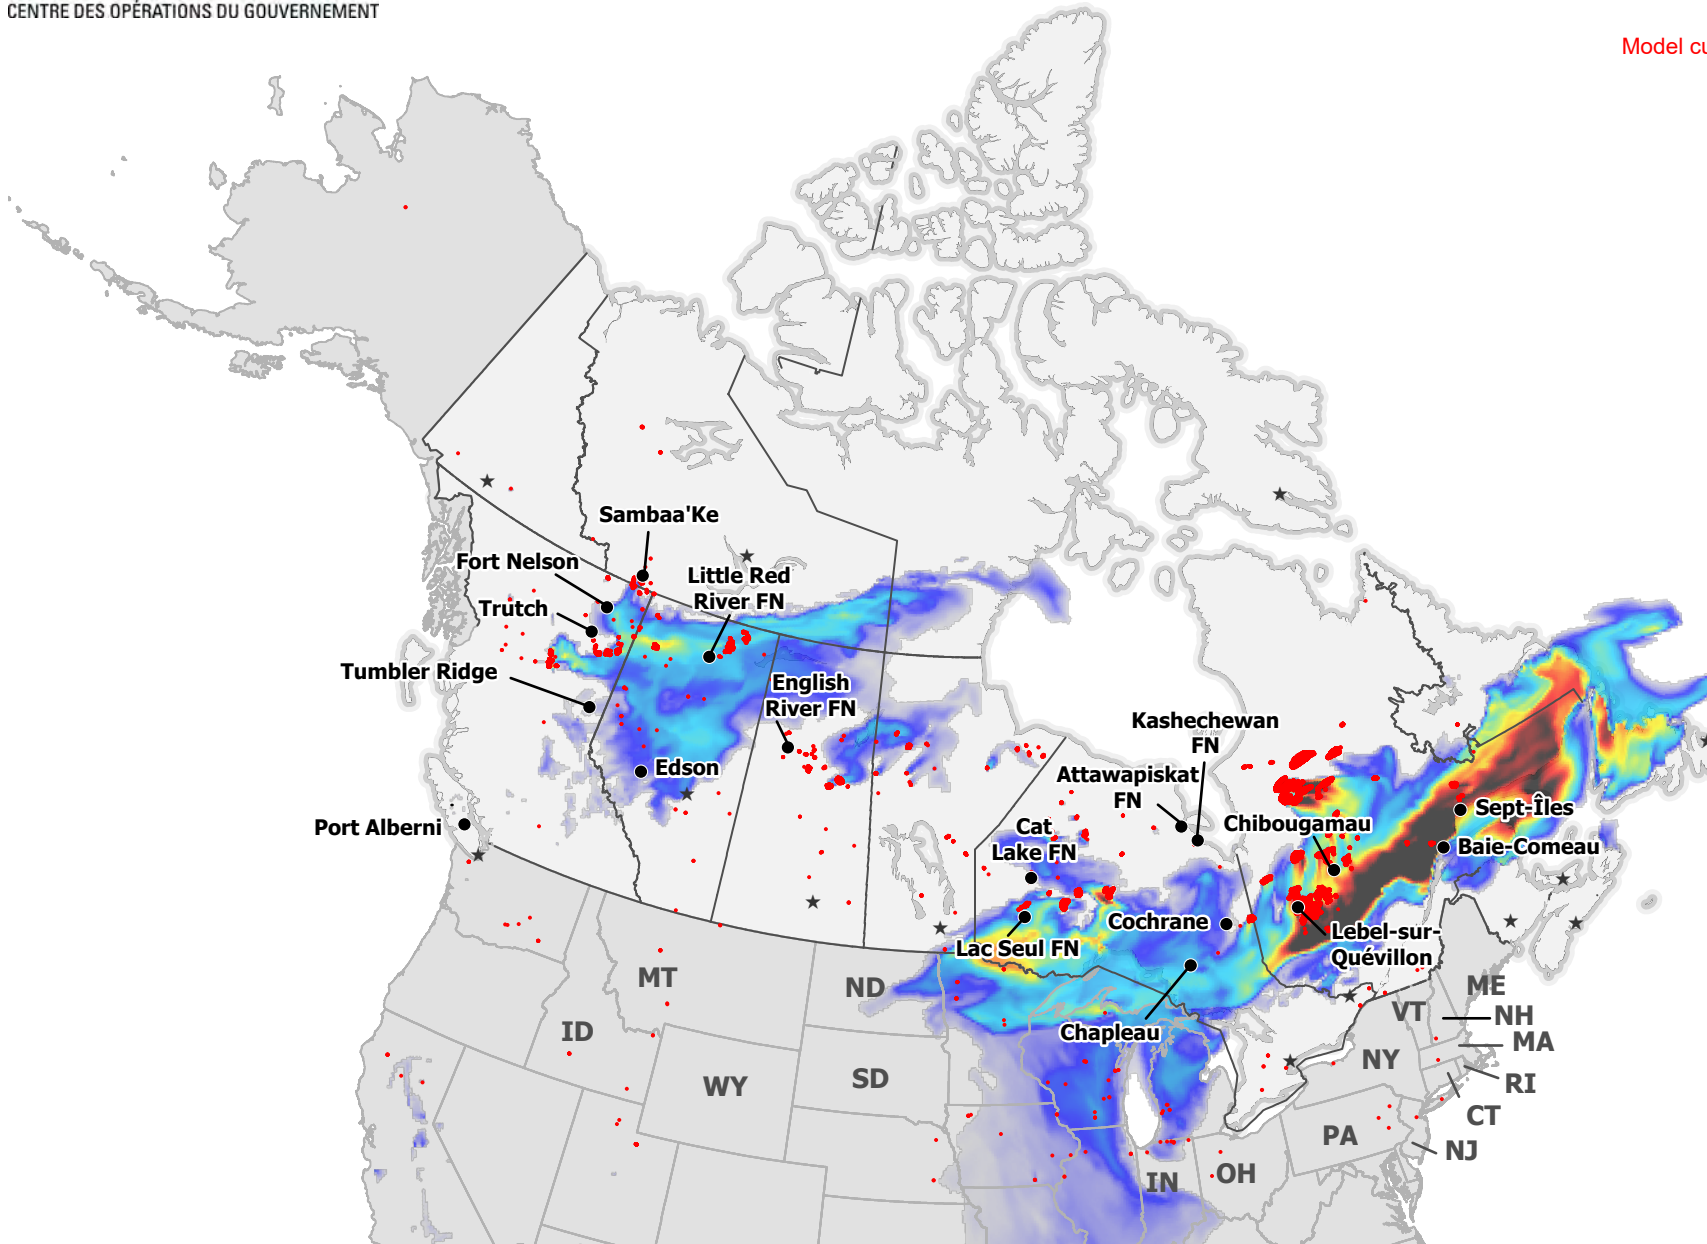 CENTRE DES OPÉRATIONS DU GOUVERNEMENT
Model cu
Sambaa'Ke
Fort Nelson
Little Red
River FN
Trutch
Tumbler Ridge
English
River FN
Kashechewan
FN
Edson
Attawapiskat
FN
Sept-Îles
Port Alberni
Chibougamau
Cat
Lake FN
Baie-Comeau
Cochrane
Lac Seul FN
Lebel-sur-
Quévillon
MT
ND
ME
VT
NH
ID
Chapleau
MA
NY
WY
SD
RI
CT
PA
NJ
IN
OH